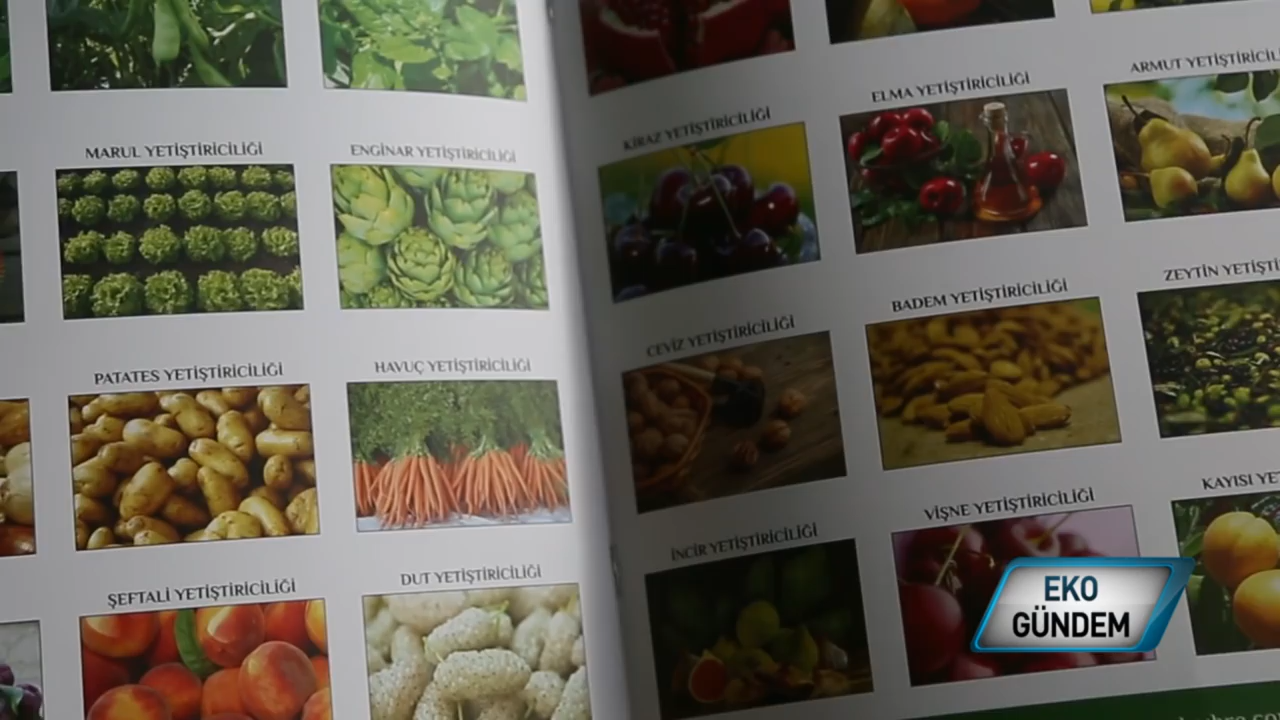 MARUL YETİŞTİRİCİLİĞİ
ENGİNAR YETİŞTİRİCİLİĞİ
PATATES YETİŞTİRİCİLİĞİ
HAVUÇ YETİŞTİRİCİLİĞİ
ŞEFTALİ YETİŞTİRİCİLİĞİ
DUT YETİŞTİRİCİLİĞİ
KİRAZ YETİŞTİRİCİLİĞİ
ELMA YETİŞTİRİCİLİĞİ
ARMUT YETİŞTİRİCİLİ
CEVİZ YETİŞTİRİCİLİĞİ
BADEM YETİŞTİRİCİLİĞİ
ZEYTİN YETİŞTİ
İNCİR YETİŞTİRİCİLİĞİ
VİŞNE YETİŞTİRİCİLİĞİ
KAYISI YE
EKO
GÜNDEM